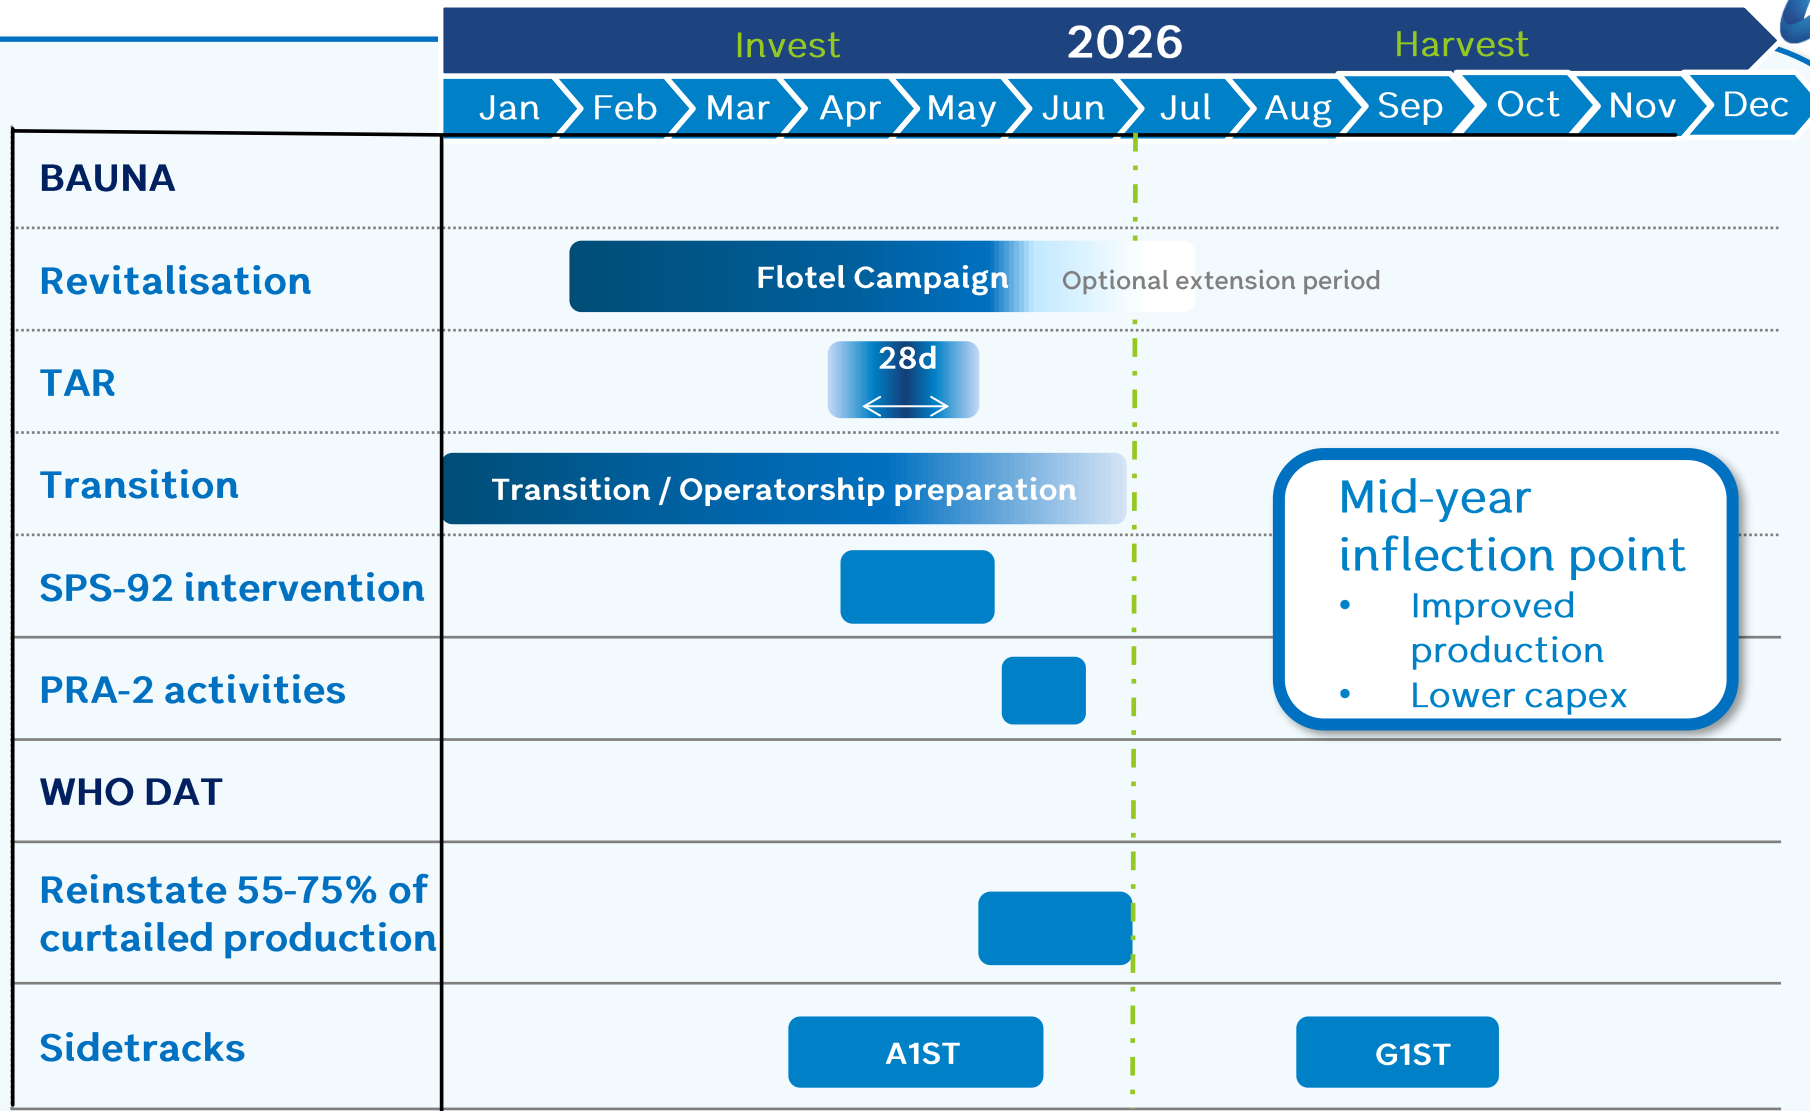 Invest 2026 Harvest
Jan Feb Mar Apr May Jun Jul Aug Sep Oct Nov Dec
BAUNA
Revitalisation
Flotel Campaign
Optional extension period
TAR
28d
Transition
Transition / Operatorship preparation
Mid-year
inflection point
• Improved
production
• Lower capex
SPS-92 intervention
PRA-2 activities
WHO DAT
Reinstate 55-75% of
curtailed production
Sidetracks
A1ST
G1ST